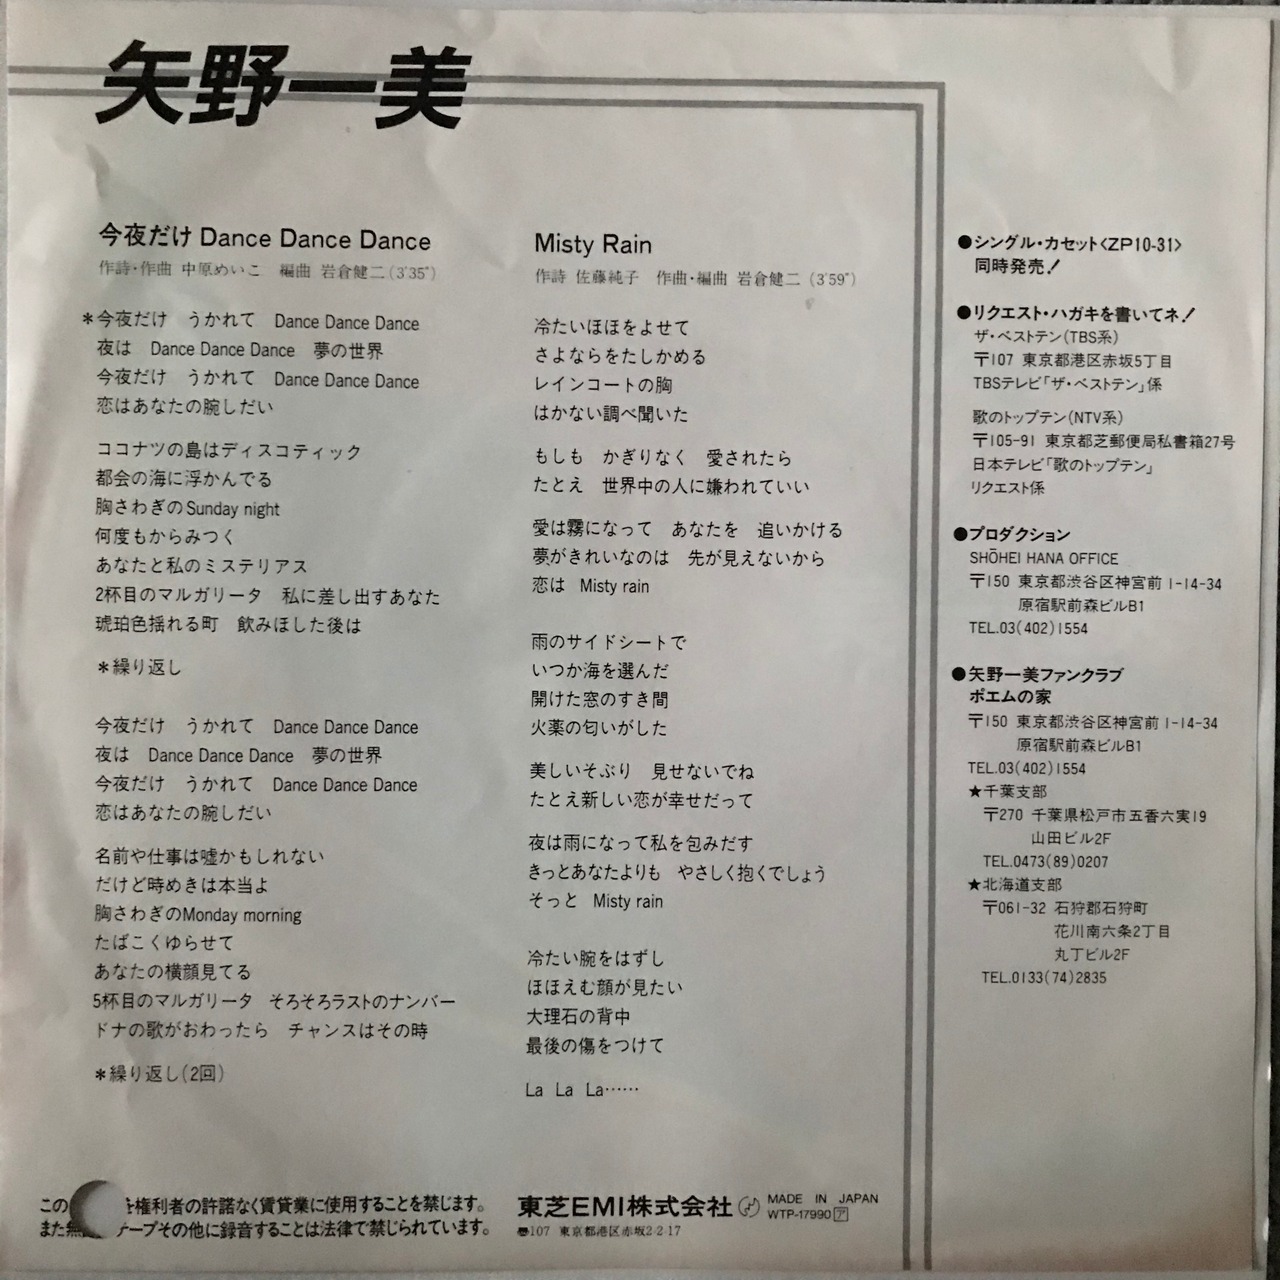 矢野一美
今夜だけ Dance Dance Dance
作詩・作曲 中原めいこ 編曲 岩倉健二(3'35")
＊今夜だけ うかれて Dance Dance Dance
夜は Dance Dance Dance 夢の世界
今夜だけ うかれて Dance Dance Dance
恋はあなたの腕しだい
ココナツの島はディスコティック
都会の海に浮かんでる
胸さわぎのSunday night
何度もからみつく
あなたと私のミステリアス
2杯目のマルガリータ 私に差し出すあなた
琥珀色揺れる町 飲みほした後は
＊繰り返し
今夜だけ うかれて Dance Dance Dance
夜は Dance Dance Dance 夢の世界
今夜だけ うかれて Dance Dance Dance
恋はあなたの腕しだい
名前や仕事は嘘かもしれない
だけど時めきは本当よ
胸さわぎのMonday morning
たばこくゆらせて
あなたの横顔見てる
5杯目のマルガリータ そろそろラストのナンバー
ドナの歌がおわったら チャンスはその時
＊繰り返し(2回)
Misty Rain
作詩 佐藤純子 作曲・編曲 岩倉健二 (3'59")
冷たいほほをよせて
さよならをたしかめる
レインコートの胸
はかない調べ聞いた
もしも かぎりなく 愛されたら
たとえ 世界中の人に嫌われていい
愛は霧になって あなたを 追いかける
夢がきれいなのは 先が見えないから
恋は Misty rain
雨のサイドシートで
いつか海を選んだ
開けた窓のすき間
火薬の匂いがした
美しいそぶり 見せないでね
たとえ新しい恋が幸せだって
夜は雨になって私を包みだす
きっとあなたよりも やさしく抱くでしょう
そっと Misty rain
冷たい腕をはずし
ほほえむ顔が見たい
大理石の背中
最後の傷をつけて
La La La……
●シングル・カセット〈ZP10-31〉
同時発売！
●リクエスト・ハガキを書いてネ！
ザ・ベストテン(TBS系)
〒107 東京都港区赤坂5丁目
TBSテレビ「ザ・ベストテン」係
歌のトップテン(NTV系)
〒105-91 東京都芝郵便局私書箱27号
日本テレビ「歌のトップテン」
リクエスト係
●プロダクション
SHŌHEI HANA OFFICE
〒150 東京都渋谷区神宮前 1-14-34
原宿駅前森ビルB1
TEL.03(402)1554
●矢野一美ファンクラブ
ポエムの家
〒150 東京都渋谷区神宮前 1-14-34
原宿駅前森ビルB1
TEL.03(402)1554
★千葉支部
〒270 千葉県松戸市五香六実19
山田ビル2F
TEL.0473(89)0207
★北海道支部
〒061-32 石狩郡石狩町
花川南六条2丁目
丸丁ビル2F
TEL.0133(74)2835
この を権利者の許諾なく賃貸業に使用することを禁じます。
また無 テープその他に録音することは法律で禁じられています。
東芝EMI株式会社
107 東京都港区赤坂2-2-17
MADE IN JAPAN
WTP-17990 ア